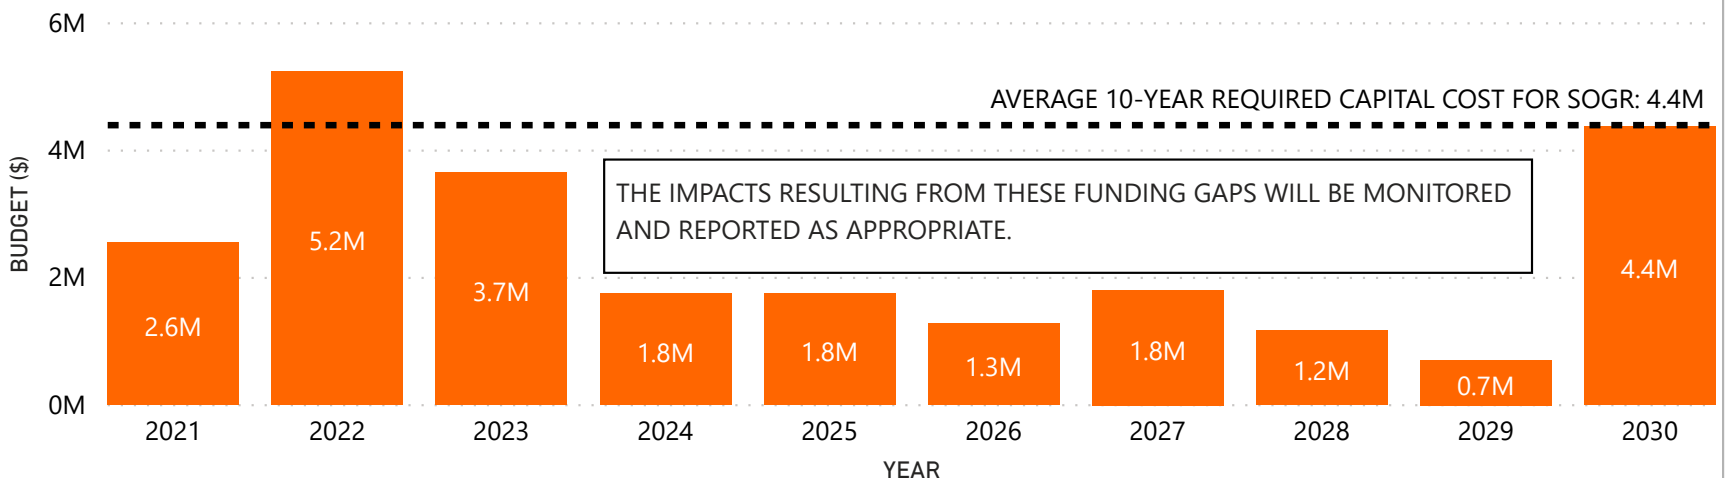 6M
AVERAGE 10-YEAR REQUIRED CAPITAL COST FOR SOGR: 4.4M
4M
THE IMPACTS RESULTING FROM THESE FUNDING GAPS WILL BE MONITORED
AND REPORTED AS APPROPRIATE.
BUDGET ($)
2M
0M
2.6M
5.2M
3.7M
1.8M
1.8M
1.3M
1.8M
1.2M
0.7M
4.4M
2021
2022
2023
2024
2025
2026
2027
2028
2029
2030
YEAR